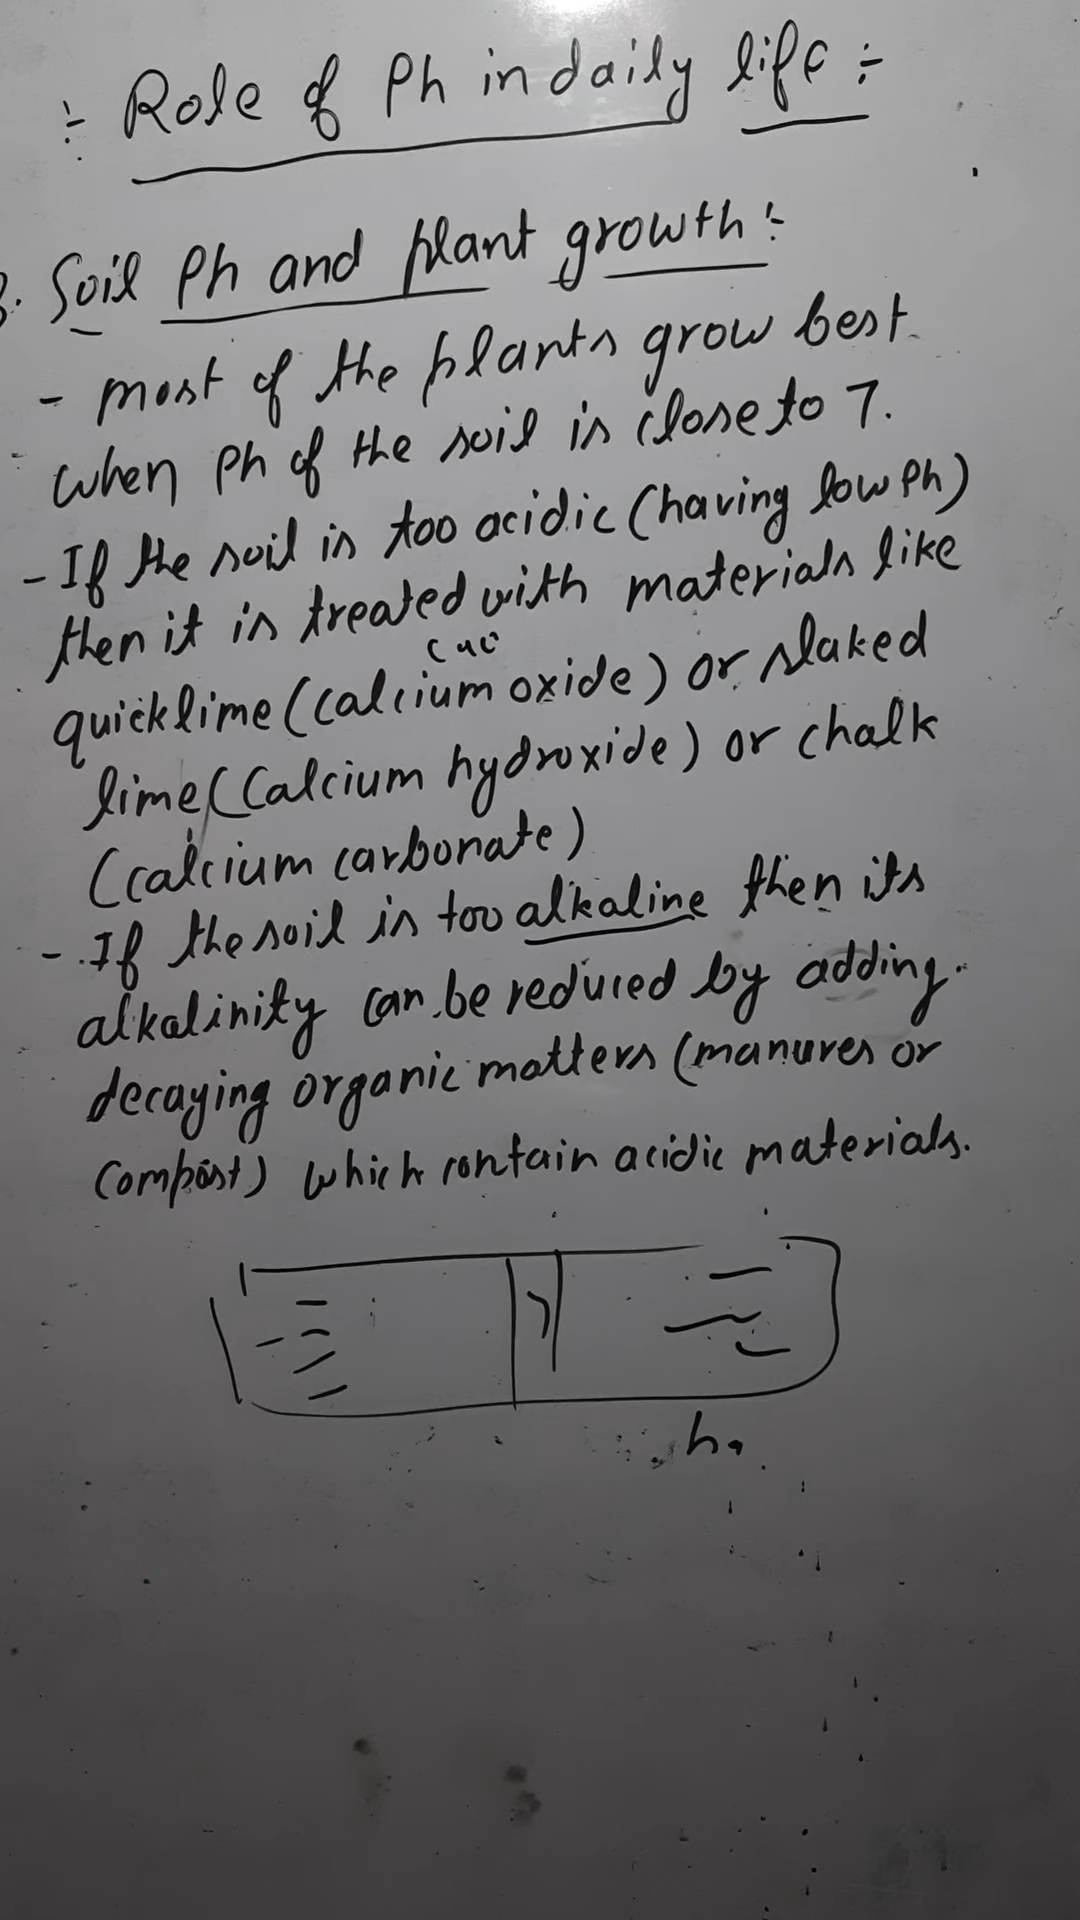 ÷ Role of Ph in daily life ÷
3. Soil Ph and plant growth :-
- most of the plants grow best
when Ph of the soil is close to 7.
- If the soil is too acidic (having low Ph)
then it is treated with materials like
CaO
quicklime (calcium oxide) or slaked
lime (Calcium hydroxide) or chalk
(calcium carbonate)
- If the soil is too alkaline then its
alkalinity can be reduced by adding
decaying organic matters (manures or
Compost) which contain acidic materials.
7